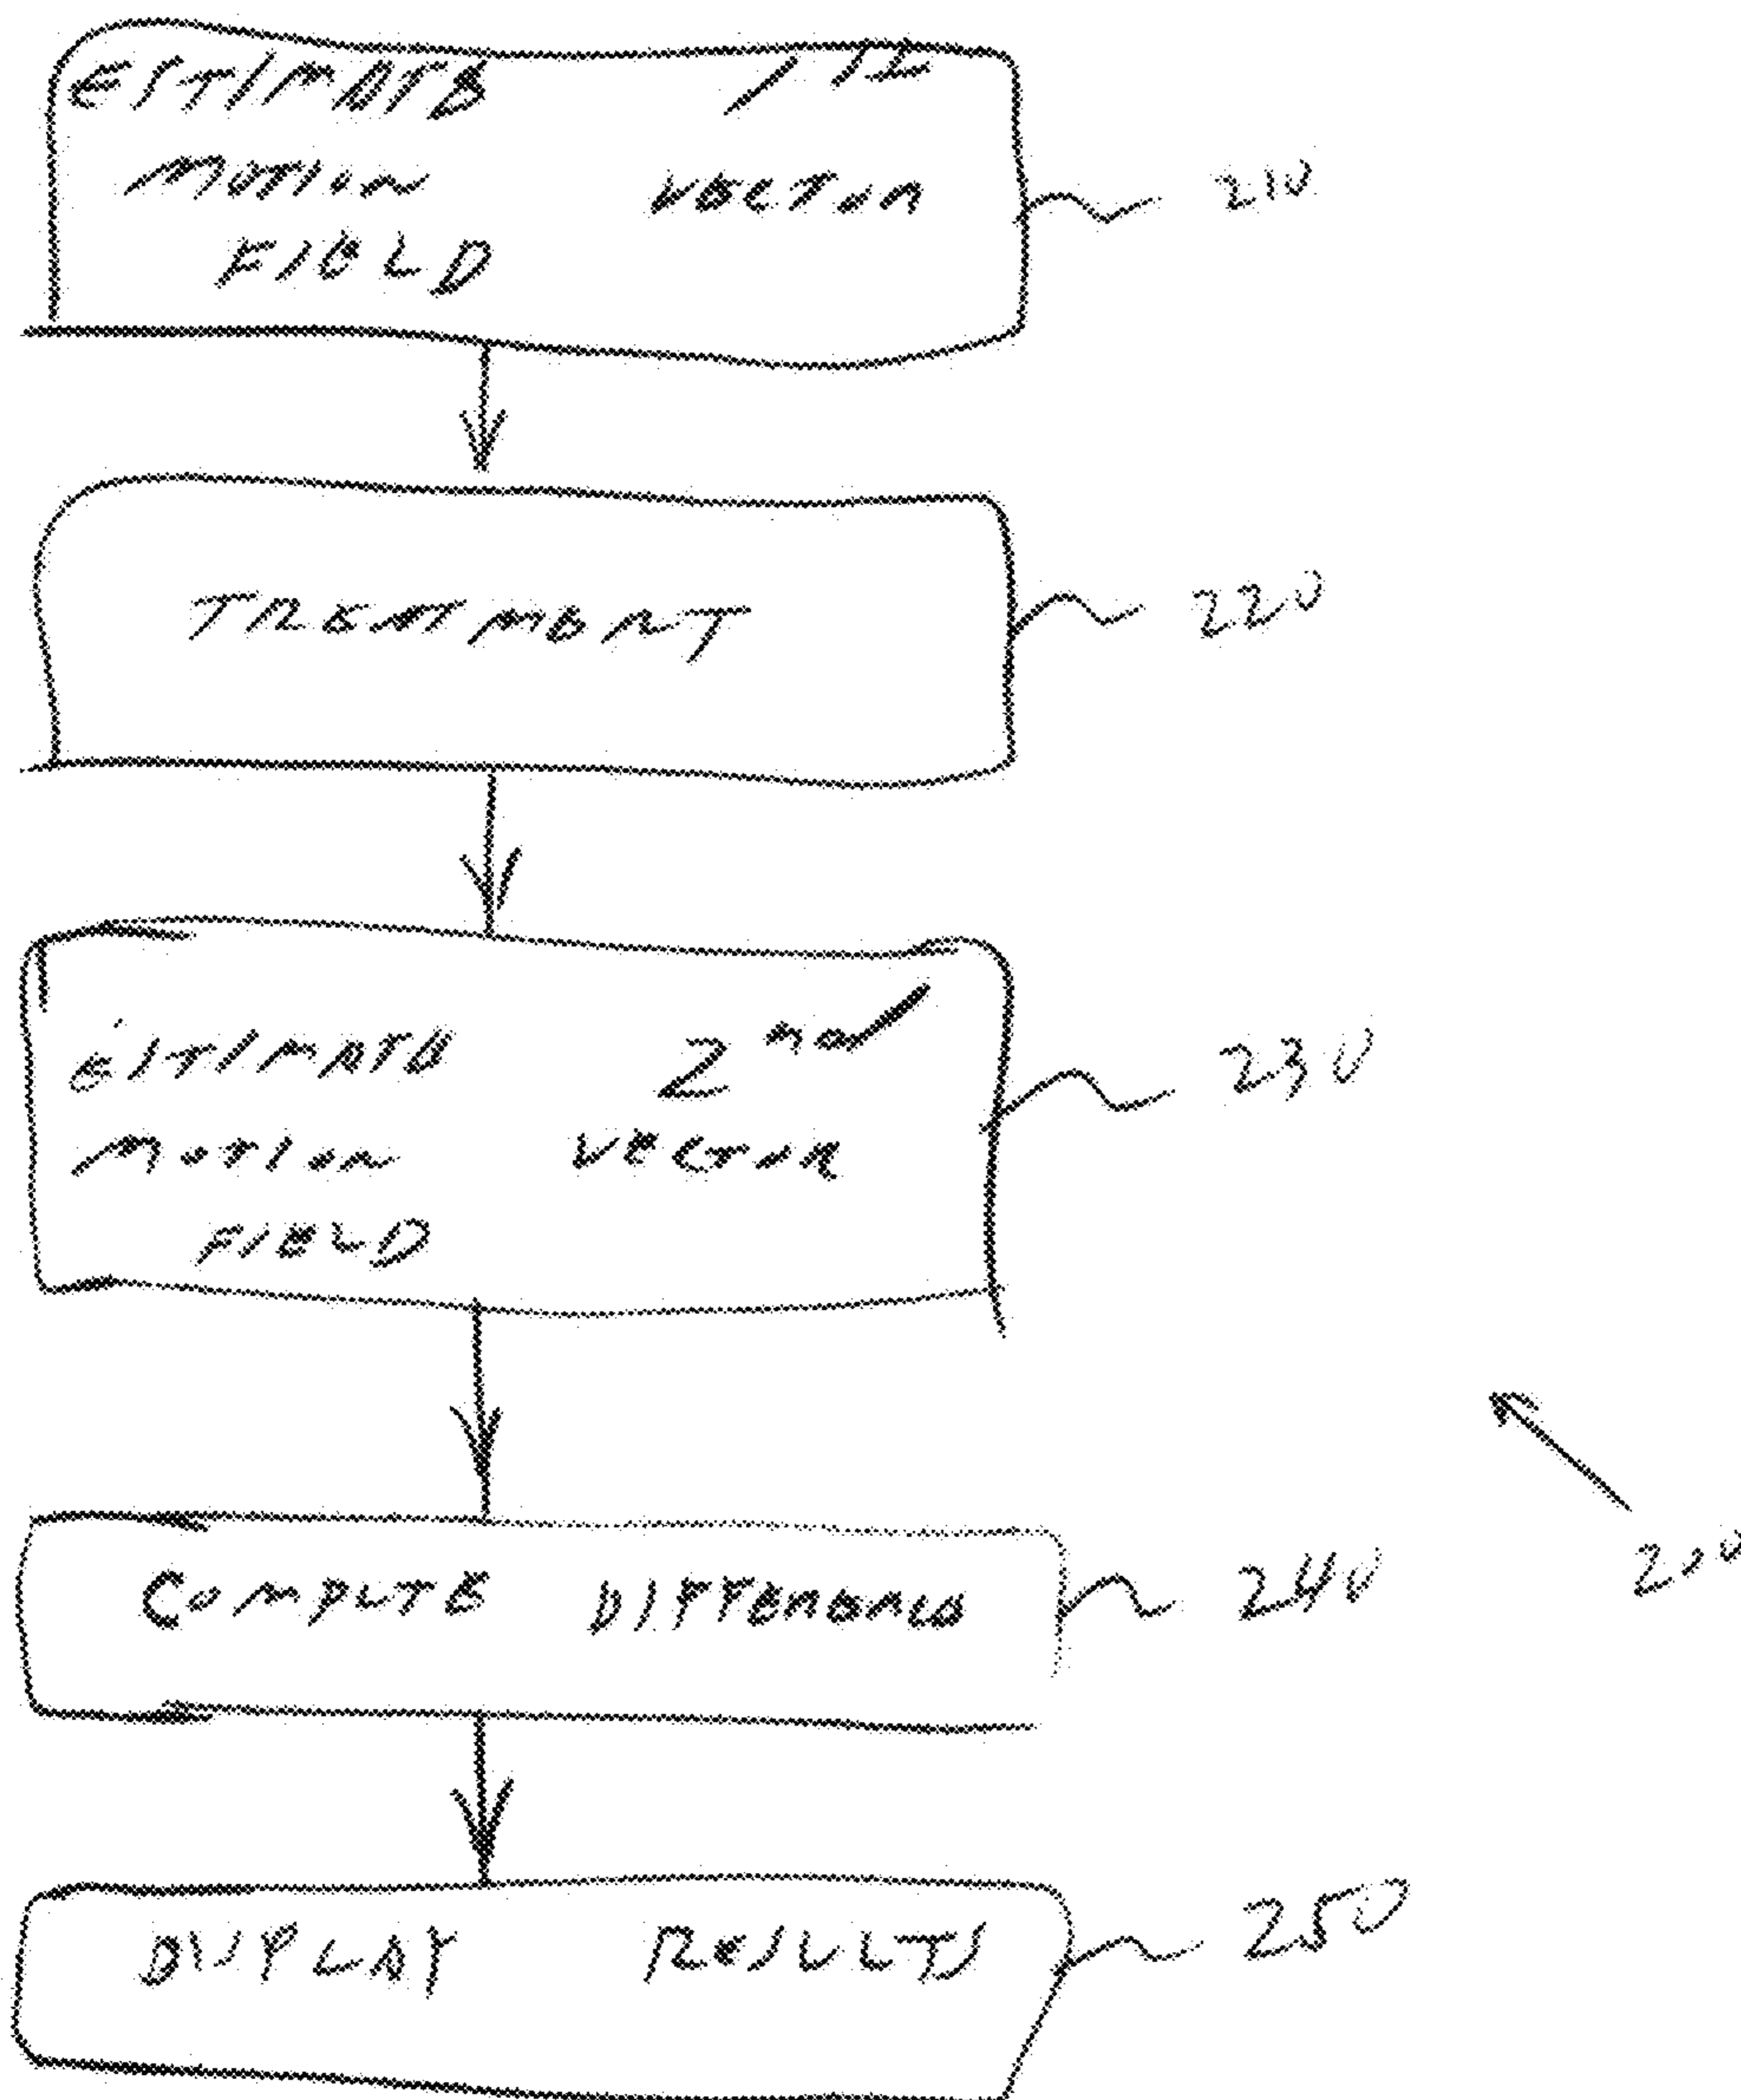 ESTIMATE 1st
MOTION VECTOR
FIELD
210
TREATMENT
220
ESTIMATE 2nd
MOTION VECTOR
FIELD
230
COMPUTE DIFFERENCE
240
200
DISPLAY RESULTS
250